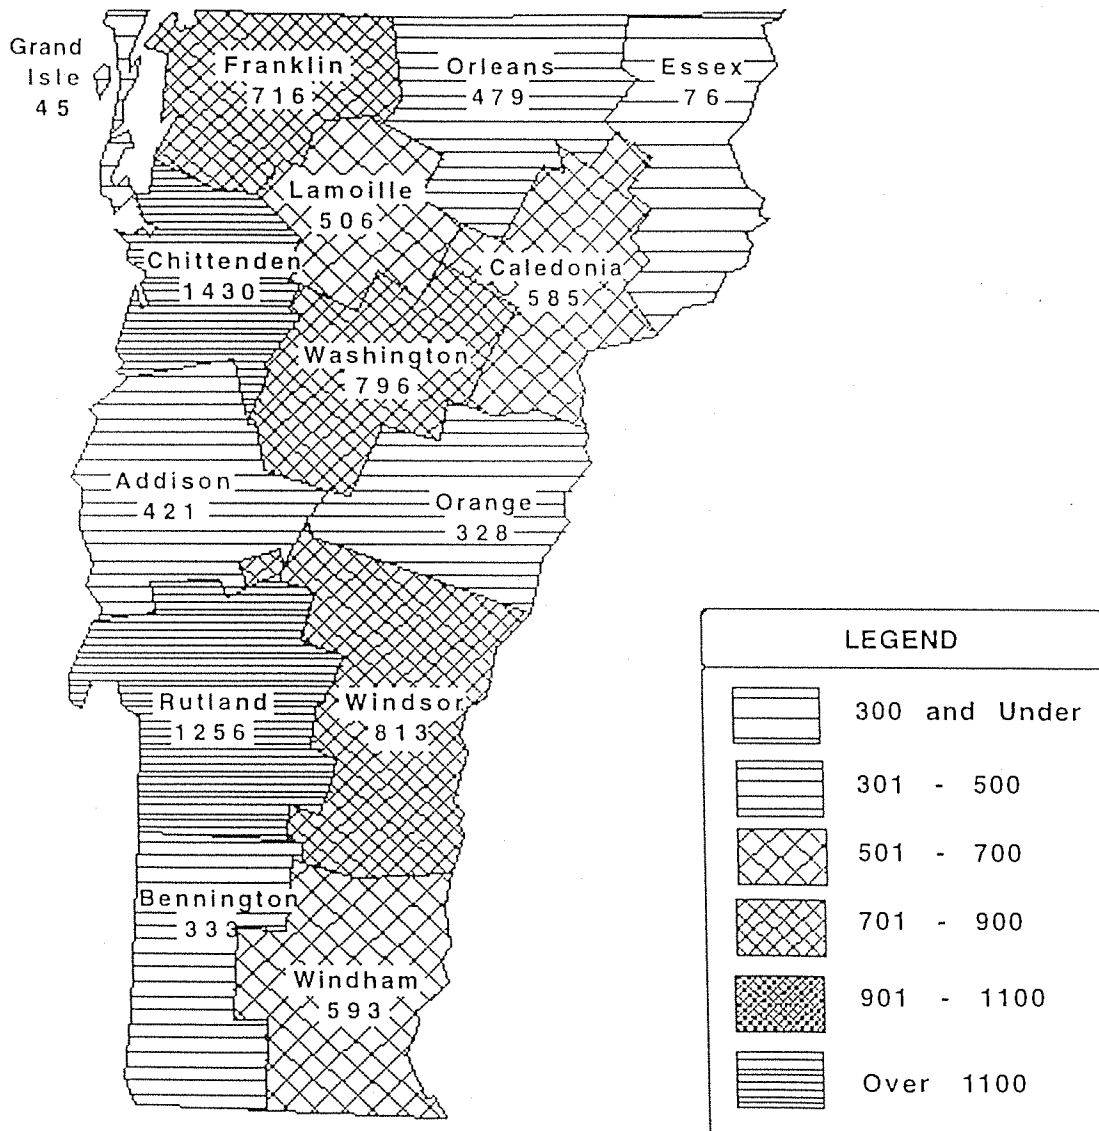 Grand
Isle
45
Franklin
716
Orleans
479
Essex
76
Lamoille
506
Chittenden
1430
Caledonia
585
Washington
796
Addison
421
Orange
328
Rutland
1256
Windsor
813
Bennington
333
Windham
593
LEGEND
300 and Under
301 - 500
501 - 700
701 - 900
901 - 1100
Over 1100